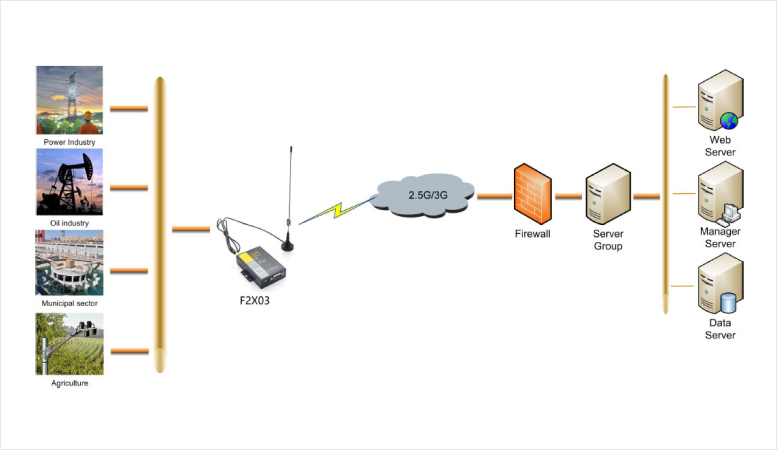 Power Industry
Oil industry
Municipal sector
Agriculture
F2X03
2.5G/3G
Firewall
Server
Group
Web
Server
Manager
Server
Data
Server